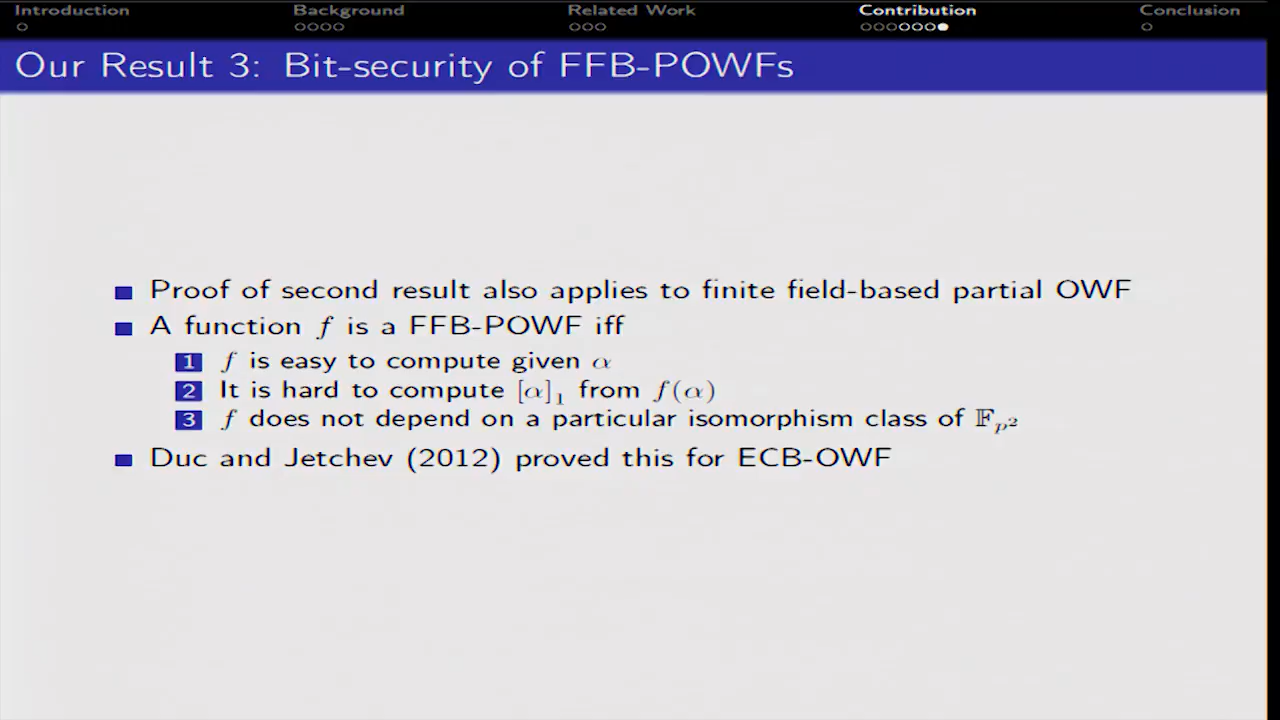 Introduction Background Related Work Contribution Conclusion
Our Result 3: Bit-security of FFB-POWFs
Proof of second result also applies to finite field-based partial OWF
A function f is a FFB-POWF iff
1 f is easy to compute given α
2 It is hard to compute [α]₁ from f(α)
3 f does not depend on a particular isomorphism class of 𝔽ₚ²
Duc and Jetchev (2012) proved this for ECB-OWF